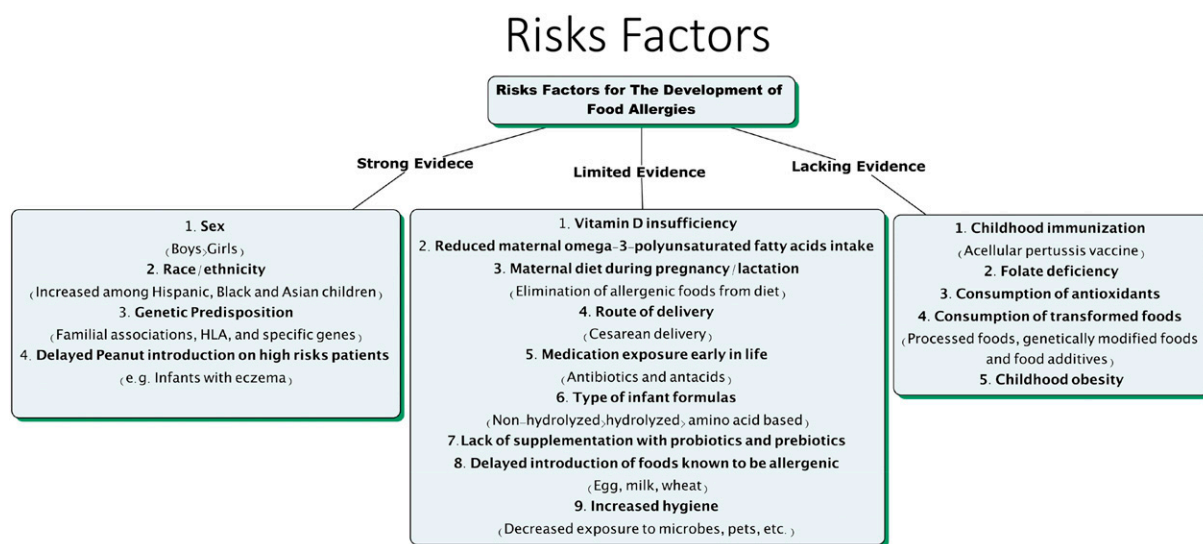 Risks Factors
Risks Factors for The Development of
Food Allergies
Strong Evidece
Limited Evidence
Lacking Evidence
1. Sex
(Boys>Girls)
2. Race/ethnicity
(Increased among Hispanic, Black and Asian children)
3. Genetic Predisposition
(Familial associations, HLA, and specific genes)
4. Delayed Peanut introduction on high risks patients
(e.g. Infants with eczema)
1. Vitamin D insufficiency
2. Reduced maternal omega-3-polyunsaturated fatty acids intake
3. Maternal diet during pregnancy/lactation
(Elimination of allergenic foods from diet)
4. Route of delivery
(Cesarean delivery)
5. Medication exposure early in life
(Antibiotics and antacids)
6. Type of infant formulas
(Non-hydrolyzed>hydrolyzed> amino acid based)
7. Lack of supplementation with probiotics and prebiotics
8. Delayed introduction of foods known to be allergenic
(Egg, milk, wheat)
9. Increased hygiene
(Decreased exposure to microbes, pets, etc.)
1. Childhood immunization
(Acellular pertussis vaccine)
2. Folate deficiency
3. Consumption of antioxidants
4. Consumption of transformed foods
(Processed foods, genetically modified foods
and food additives)
5. Childhood obesity